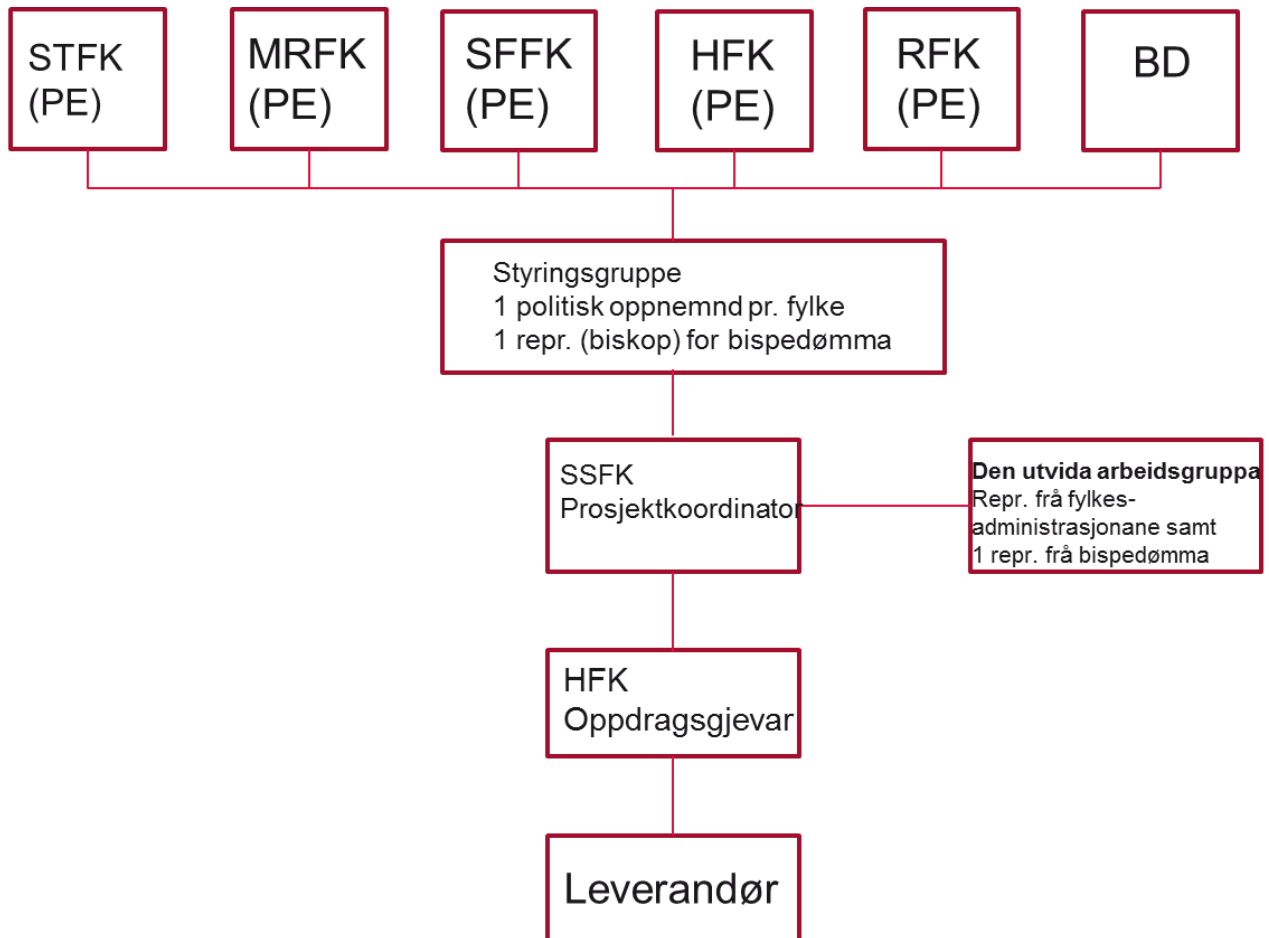 STFK
(PE)
MRFK
(PE)
SFFK
(PE)
HFK
(PE)
RFK
(PE)
BD
Styringsgruppe
1 politisk oppnemnd pr. fylke
1 repr. (biskop) for bispedømma
SSFK
Prosjektkoordinator
Den utvida arbeidsgruppa
Repr. frå fylkes-
administrasjonane samt
1 repr. frå bispedømma
HFK
Oppdragsgjevar
Leverandør